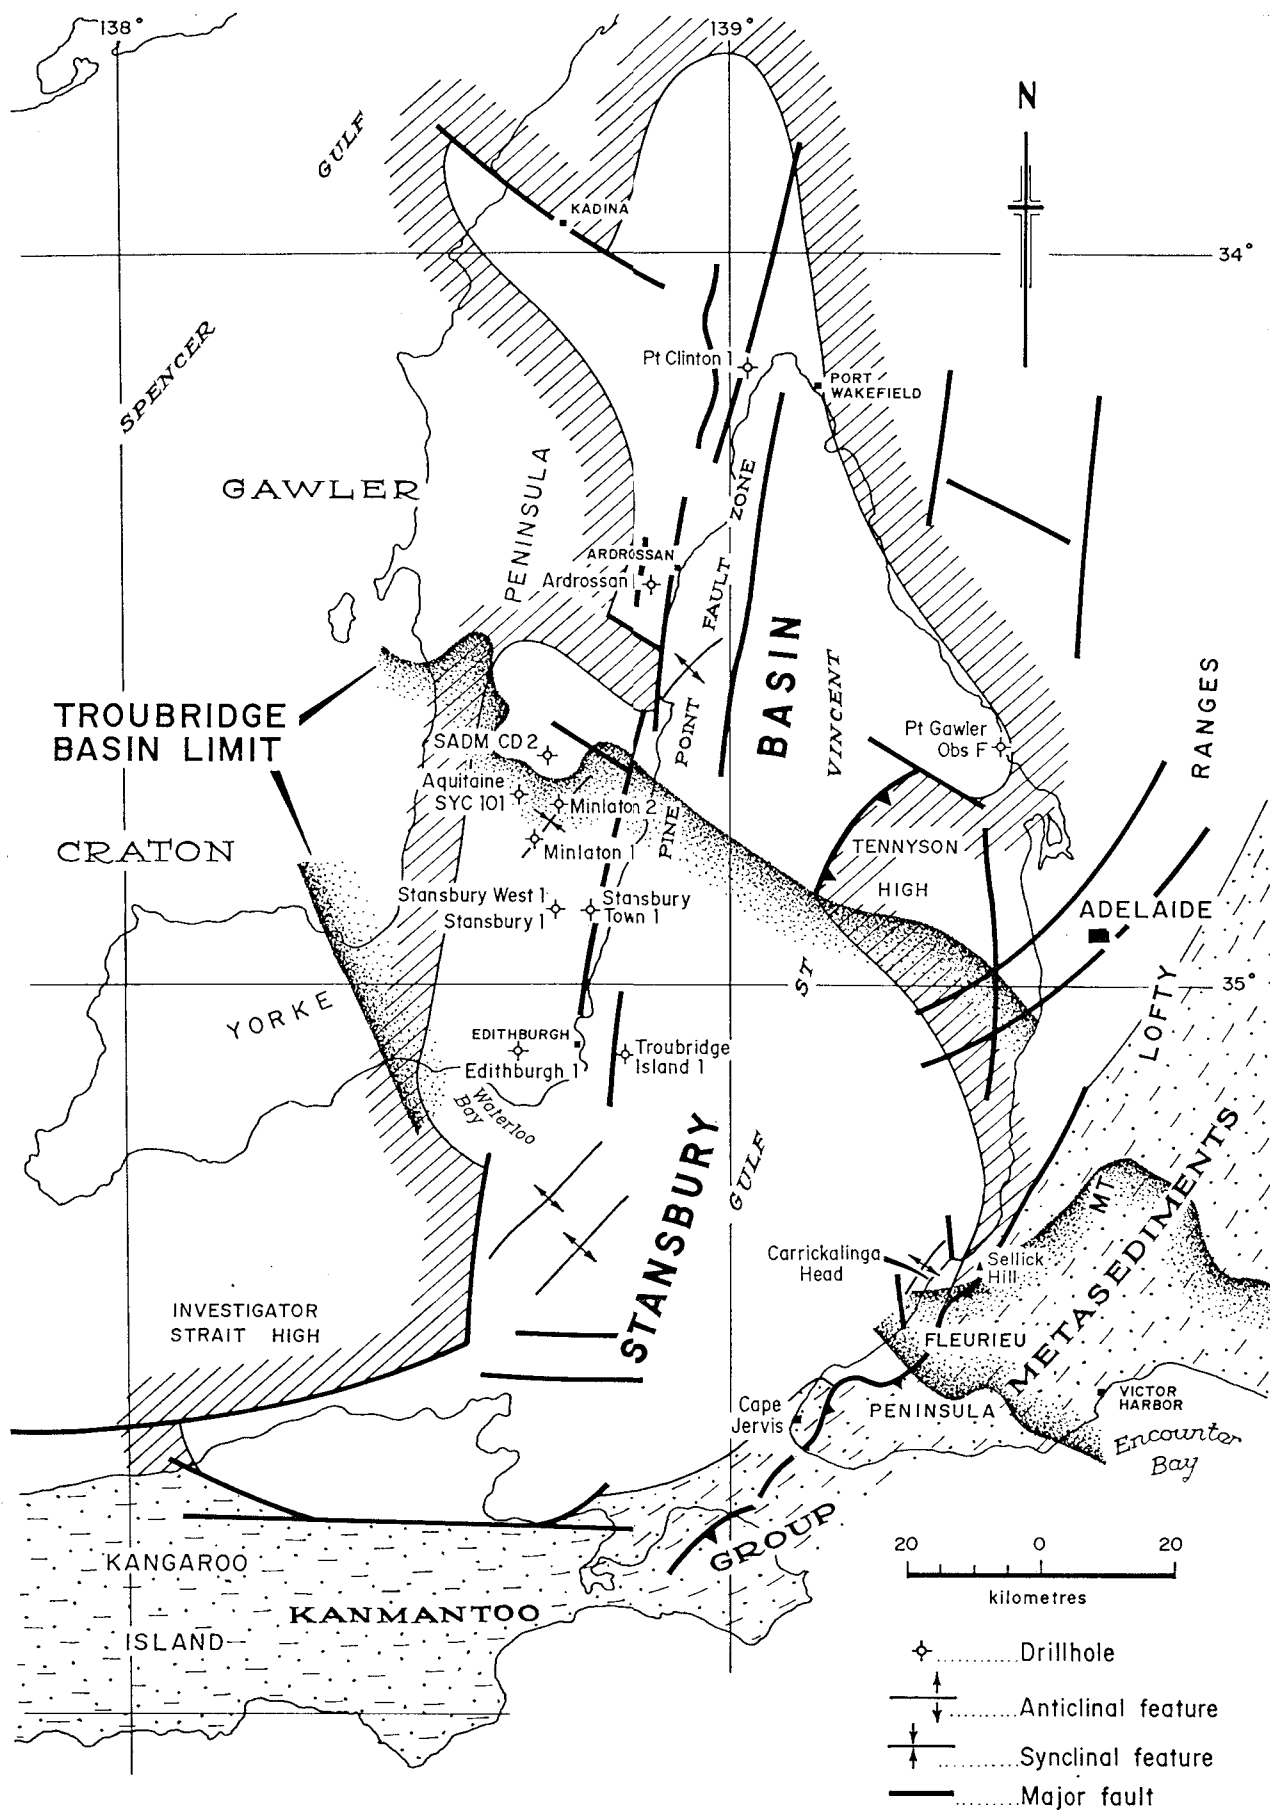 138°
139°
N
GULF
KADINA
34°
SPENCER
Pt Clinton 1
PORT
WAKEFIELD
GAWLER
PENINSULA
ZONE
ARDROSSAN
Ardrossan 1
FAULT
BASIN
VINCENT
RANGES
TROUBRIDGE
BASIN LIMIT
POINT
Pt Gawler
Obs F
SADM CD 2
Aquitaine
SYC 101
Minlaton 2
PINE
Minlaton 1
CRATON
TENNYSON
HIGH
Stansbury West 1
Stansbury 1
Stansbury
Town 1
ADELAIDE
ST
35°
YORKE
LOFTY
EDITHBURGH
Edithburgh 1
Troubridge
Island 1
Waterloo
Bay
STANSBURY
GULF
MT
METASEDIMENTS
Carrickalinga
Head
Sellick
Hill
INVESTIGATOR
STRAIT HIGH
FLEURIEU
PENINSULA
Cape
Jervis
VICTOR
HARBOR
Encounter
Bay
GROUP
KANGAROO
KANMANTOO
ISLAND
20 0 20
kilometres
Drillhole
Anticlinal feature
Synclinal feature
Major fault